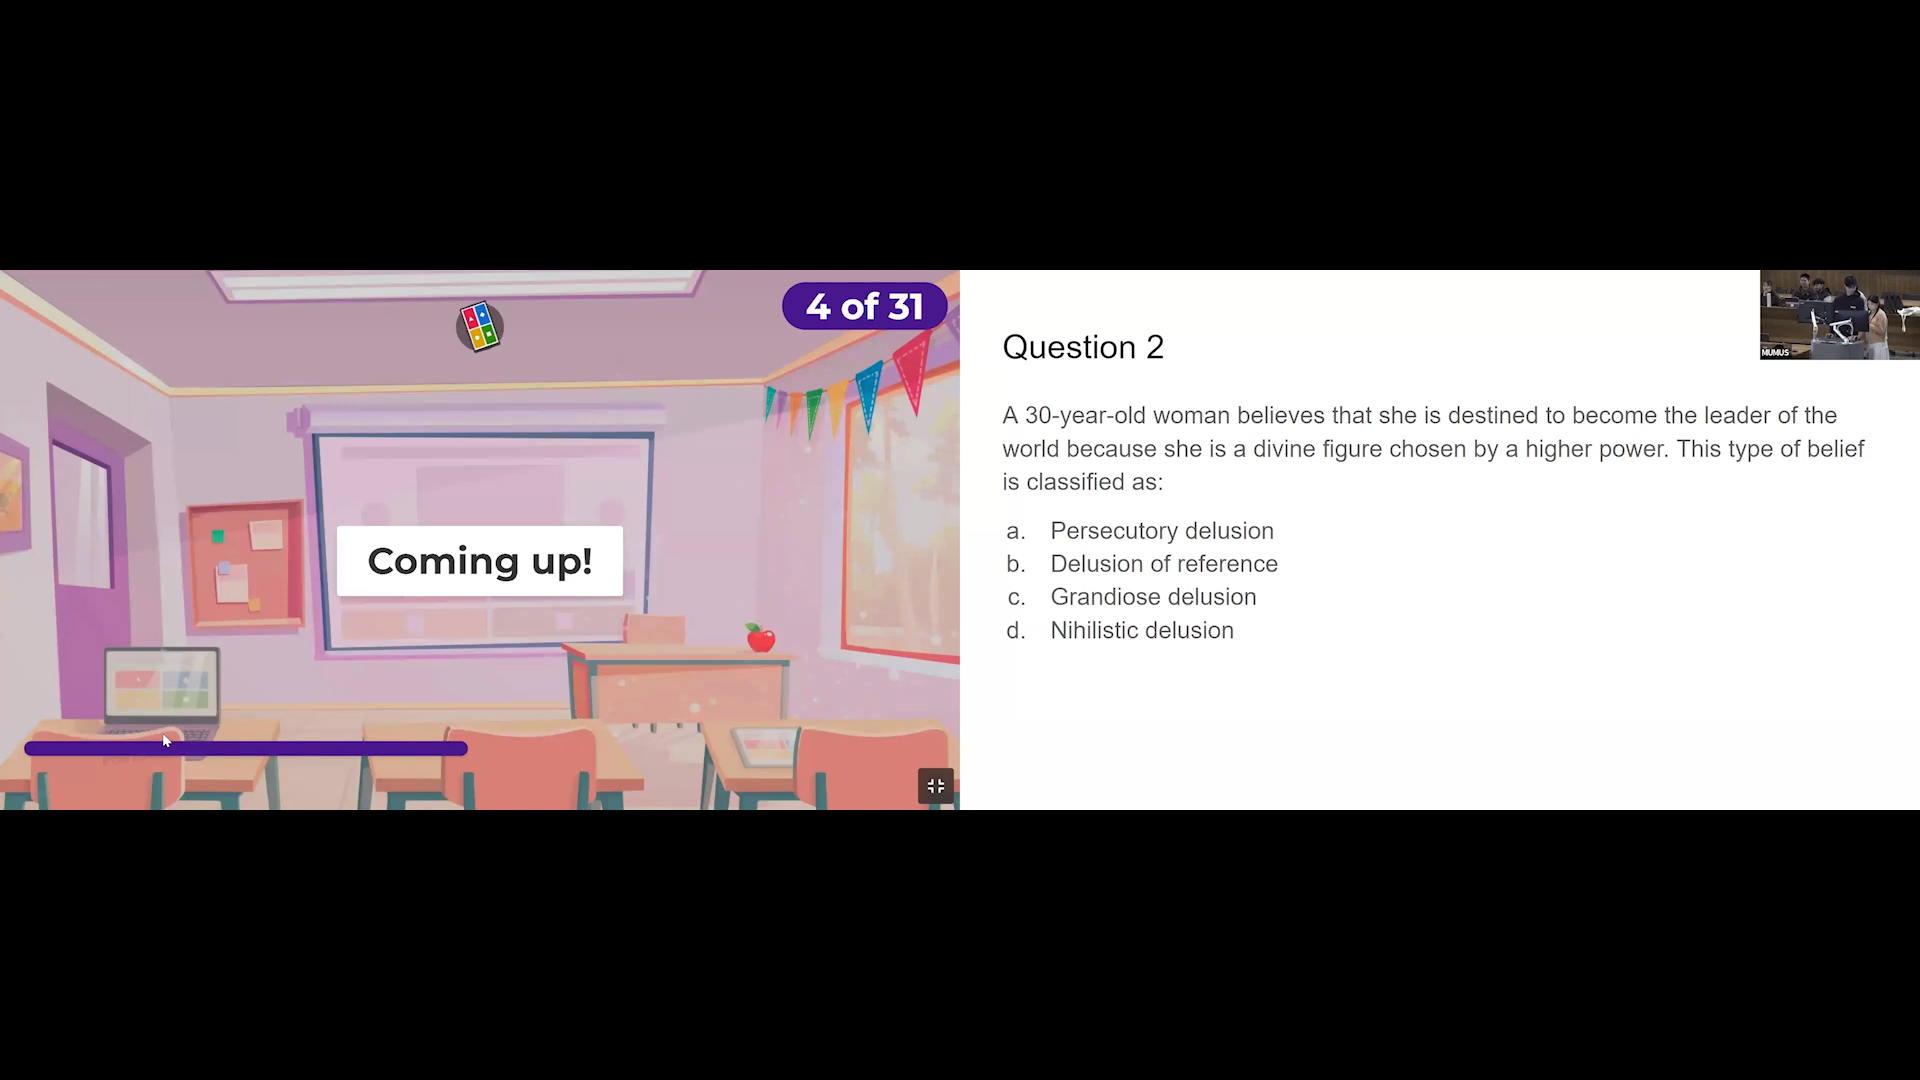 4 of 31
Coming up!
Question 2
A 30-year-old woman believes that she is destined to become the leader of the
world because she is a divine figure chosen by a higher power. This type of belief
is classified as:
a. Persecutory delusion
b. Delusion of reference
c. Grandiose delusion
d. Nihilistic delusion
MUMUS